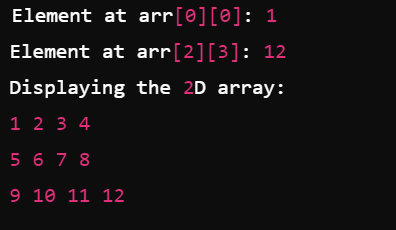 Element at arr[0][0]: 1
Element at arr[2][3]: 12
Displaying the 2D array:
1 2 3 4
5 6 7 8
9 10 11 12